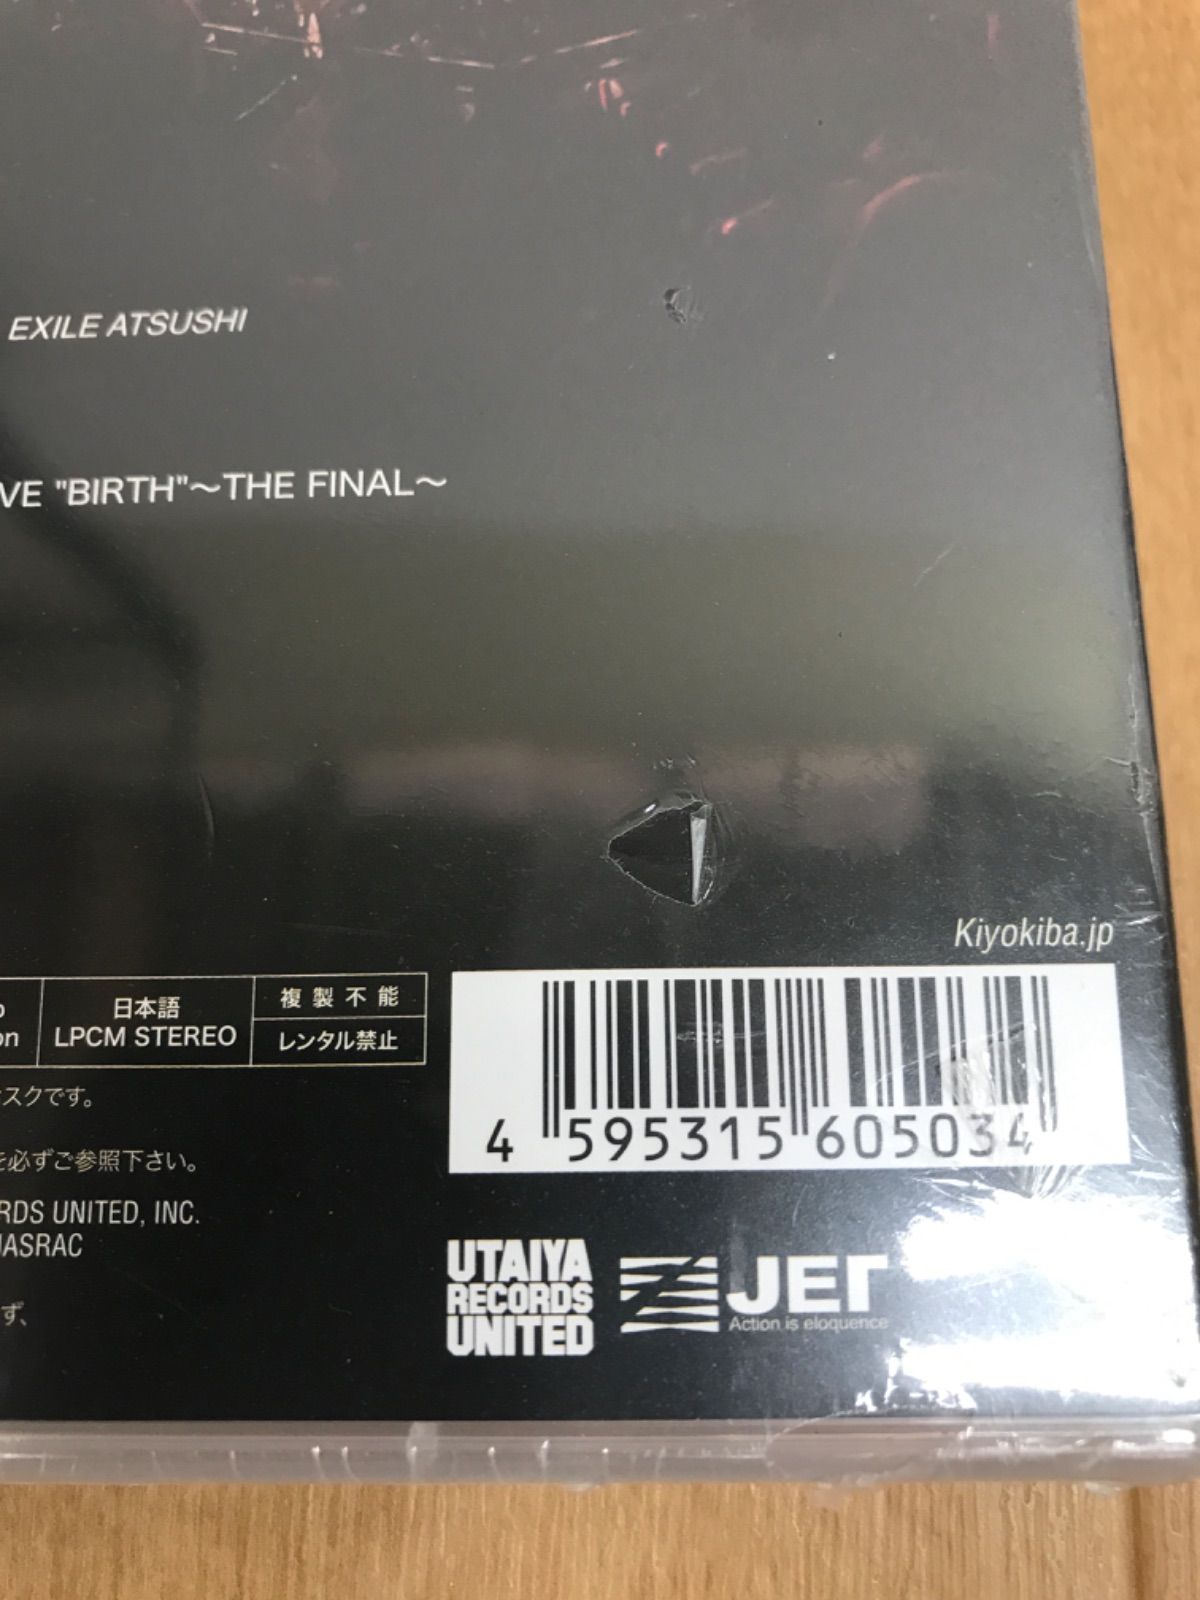 EXILE ATSUSHI
VE "BIRTH"～THE FINAL～
Kiyokiba.jp
日本語
LPCM STEREO
複製不能
レンタル禁止
4 595315 605034
スクです。
を必ずご参照下さい。
RDS UNITED, INC.
JASRAC
ず、
UTAIYA
RECORDS
UNITED
JET
Action is eloquence